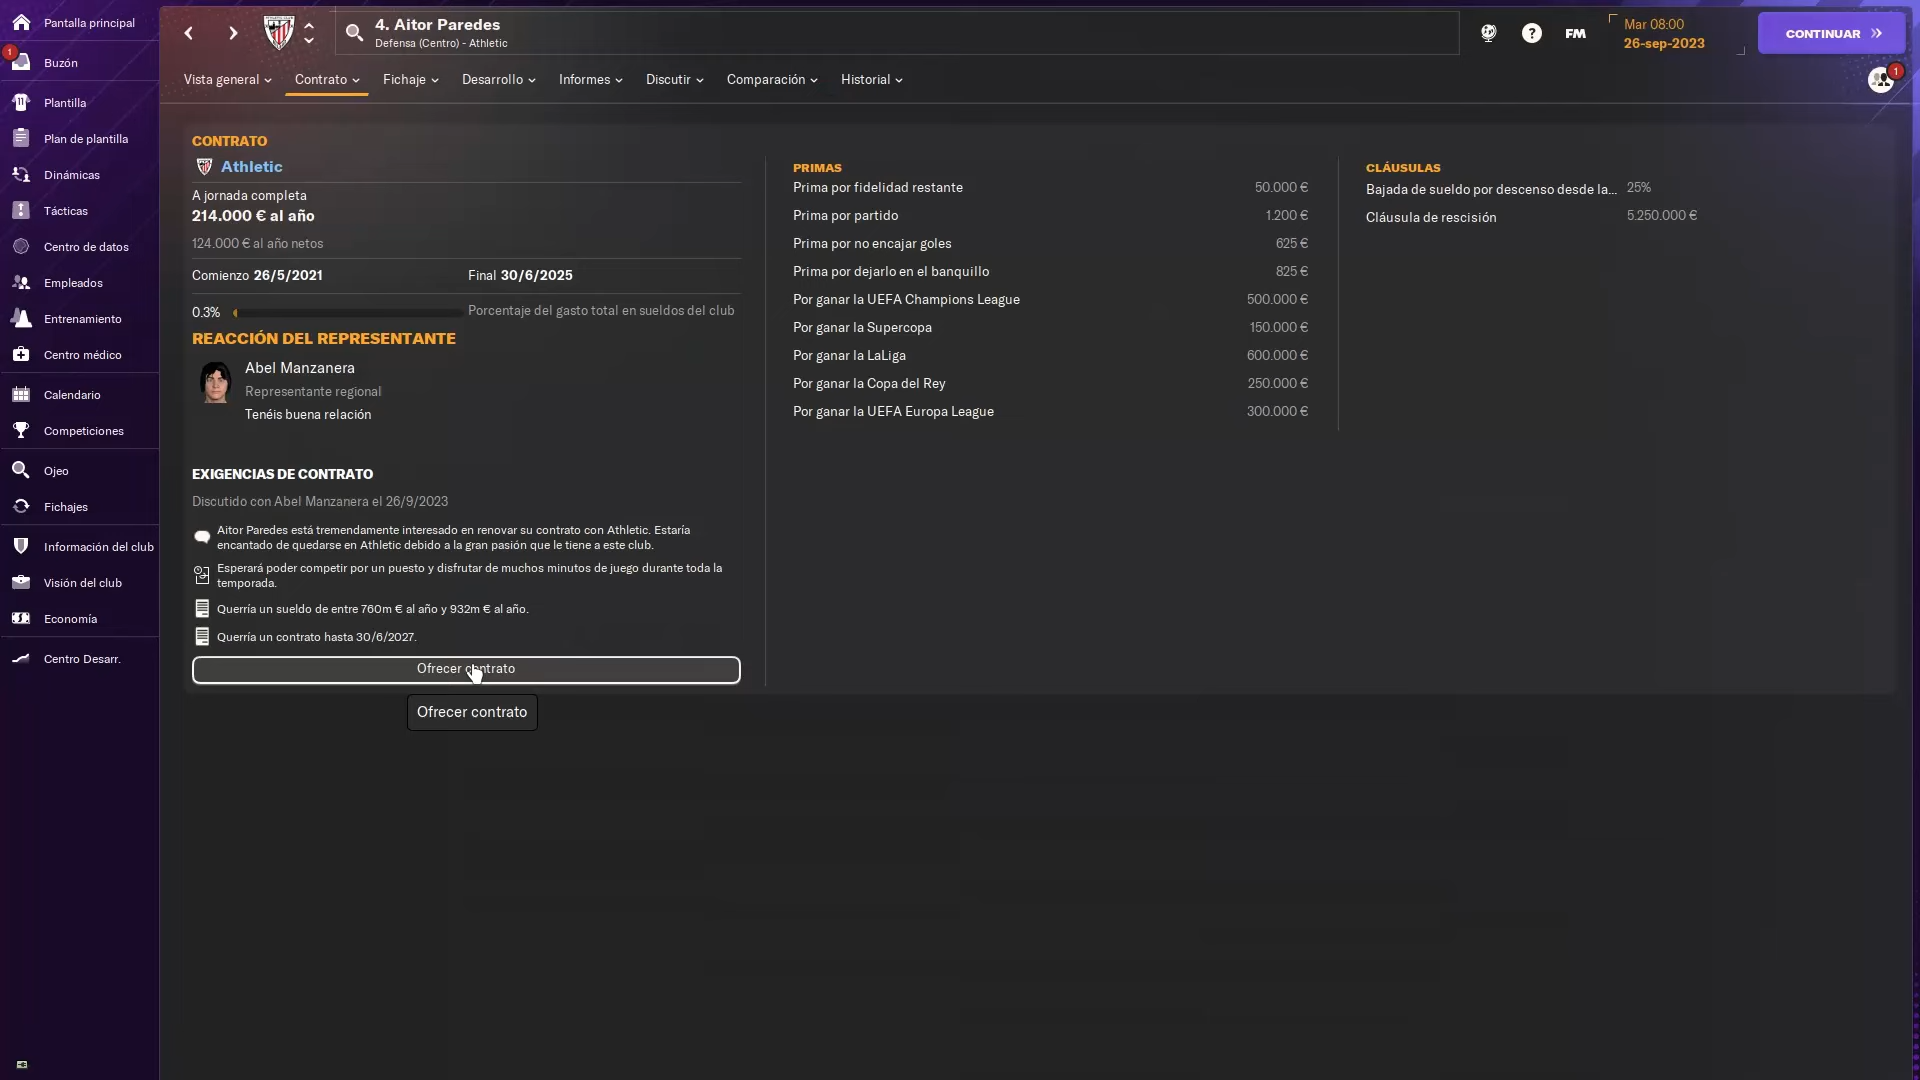 Pantalla principal
1
Buzón
Plantilla
Plan de plantilla
Dinámicas
Tácticas
Centro de datos
Empleados
Entrenamiento
Centro médico
Calendario
Competiciones
Ojeo
Fichajes
Información del club
Visión del club
Economía
Centro Desarr.
4. Aitor Paredes
Defensa (Centro) - Athletic
FM
Mar 08:00
26-sep-2023
CONTINUAR
1
Vista general
Contrato
Fichaje
Desarrollo
Informes
Discutir
Comparación
Historial
CONTRATO
Athletic
A jornada completa
214.000 € al año
124.000 € al año netos
Comienzo 26/5/2021
Final 30/6/2025
0.3%
Porcentaje del gasto total en sueldos del club
REACCIÓN DEL REPRESENTANTE
Abel Manzanera
Representante regional
Tenéis buena relación
EXIGENCIAS DE CONTRATO
Discutido con Abel Manzanera el 26/9/2023
Aitor Paredes está tremendamente interesado en renovar su contrato con Athletic. Estaría
encantado de quedarse en Athletic debido a la gran pasión que le tiene a este club.
Esperará poder competir por un puesto y disfrutar de muchos minutos de juego durante toda la
temporada.
Querría un sueldo de entre 760m € al año y 932m € al año.
Querría un contrato hasta 30/6/2027.
Ofrecer contrato
Ofrecer contrato
PRIMAS
Prima por fidelidad restante 50.000 €
Prima por partido 1.200 €
Prima por no encajar goles 625 €
Prima por dejarlo en el banquillo 825 €
Por ganar la UEFA Champions League 500.000 €
Por ganar la Supercopa 150.000 €
Por ganar la LaLiga 600.000 €
Por ganar la Copa del Rey 250.000 €
Por ganar la UEFA Europa League 300.000 €
CLÁUSULAS
Bajada de sueldo por descenso desde la... 25%
Cláusula de rescisión 5.250.000 €